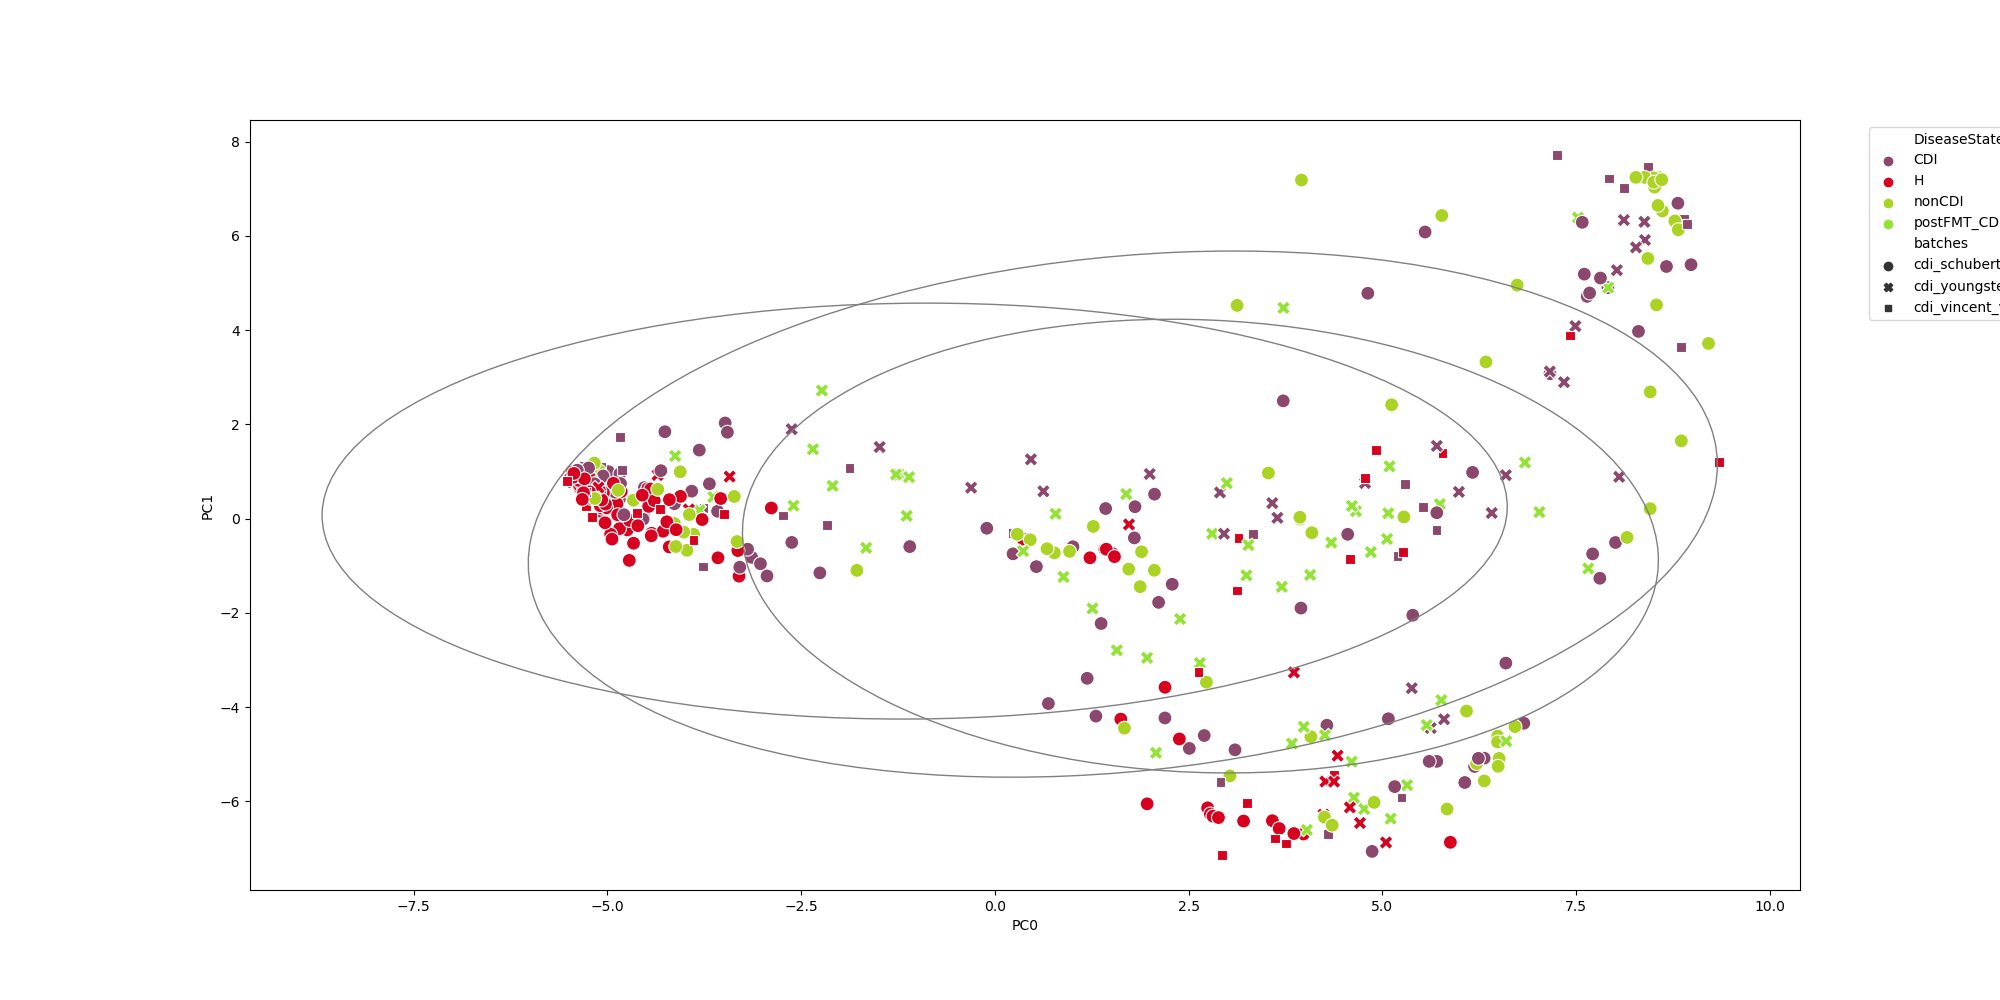 8
6
4
2
0
−2
−4
−6
PC1
−7.5 −5.0 −2.5 0.0 2.5 5.0 7.5 10.0
PC0
DiseaseState
CDI
H
nonCDI
postFMT_CD
batches
cdi_schubert
cdi_youngste
cdi_vincent_